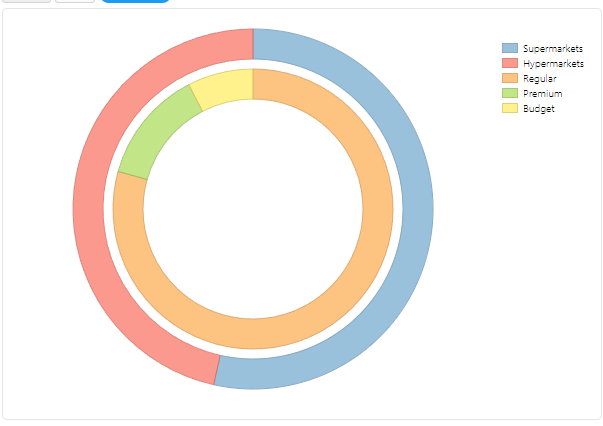 Supermarkets
Hypermarkets
Regular
Premium
Budget